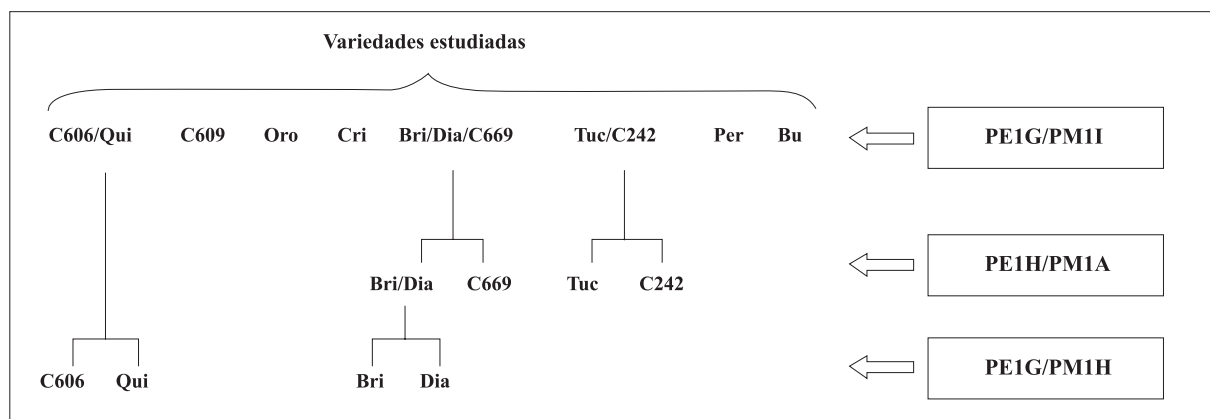 Variedades estudiadas
C606/Qui C609 Oro Cri Bri/Dia/C669 Tuc/C242 Per Bu PE1G/PM1I
Bri/Dia C669 Tuc C242 PE1H/PM1A
C606 Qui Bri Dia PE1G/PM1H